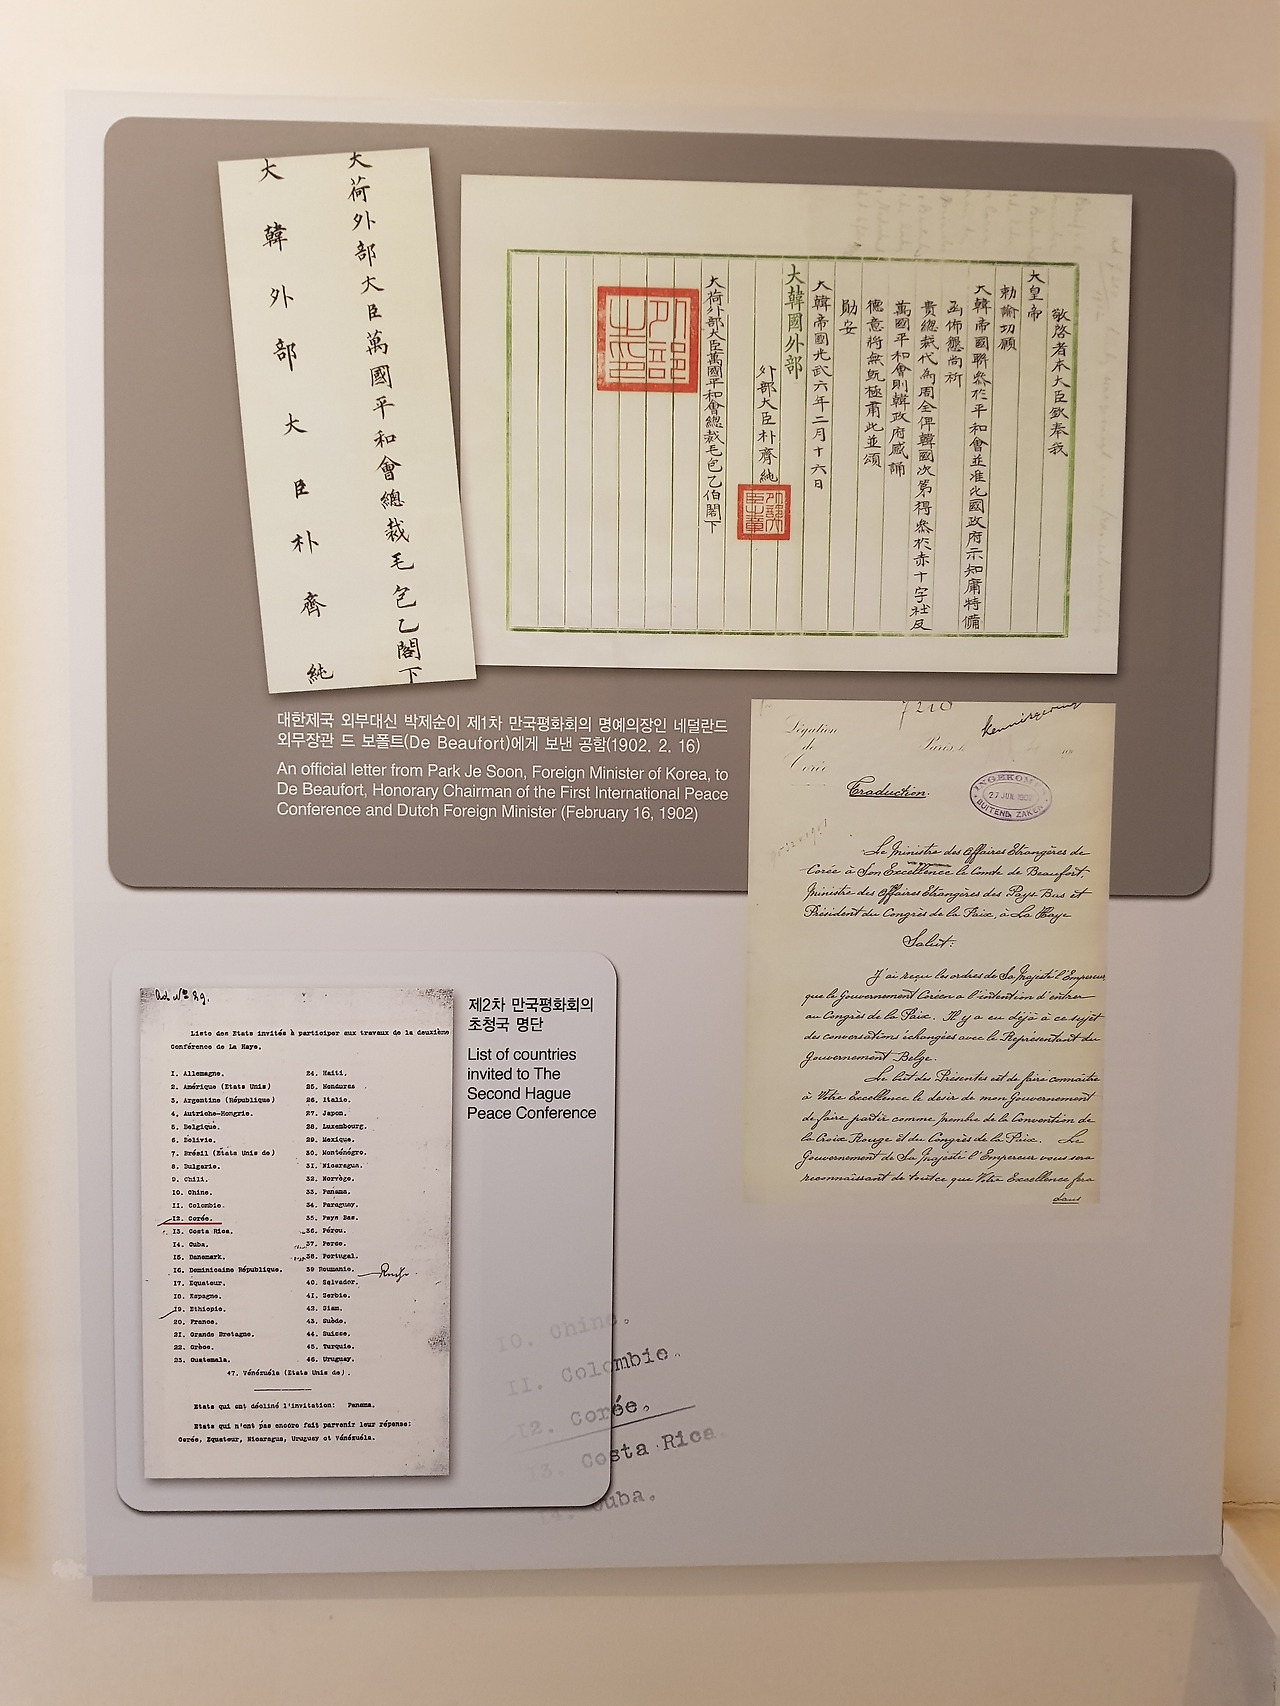 大荷外部大臣萬國平和會總裁毛包乙閣下
大韓外部大臣朴齊純
敬啓者本大臣欽奉我
大皇帝
勅諭切願
大韓帝國聯參於平和會並准此國政府示知庸特備
函佈懇尚祈
貴總裁代為周全俾韓國次第得參於赤十字社及
萬國平和會則韓政府感誦
德意將無旣極肅此並頌
勛安
大韓帝國光武六年二月十六日
大韓國外部
外部大臣朴齊純
大荷外部大臣萬國平和會總裁毛包乙伯閣下
대한제국 외부대신 박제순이 제1차 만국평화회의 명예의장인 네덜란드
외무장관 드 보폴트(De Beaufort)에게 보낸 공함(1902. 2. 16)
An official letter from Park Je Soon, Foreign Minister of Korea, to
De Beaufort, Honorary Chairman of the First International Peace
Conference and Dutch Foreign Minister (February 16, 1902)
7210
Kennisgeving
Légation
de
Corée
Paris, le
190
Traduction.
INGEKOMEN
27 JUN. 1902
BUITENL. ZAKEN
Le Ministre des Affaires Etrangères de
Corée à Son Excellence le Comte de Beaufort,
Ministre des Affaires Etrangères des Pays Bas et
Président du Congrès de la Paix, à La Haye
Salut:
J'ai reçu les ordres de Sa Majesté l'Empereur
que le Gouvernement Coréen a l'intention d'entrer
au Congrès de la Paix. Il y a eu déjà à ce sujet
des conversations échangées avec le Représentant du
Gouvernement Belge.
Le but des Présentes est de faire connaître
à Votre Excellence le desir de mon Gouvernement
de faire partir comme membre de la Convention de
la Croix Rouge et du Congrès de la Paix. Le
Gouvernement de Sa Majesté l'Empereur vous sera
reconnaissant de tout ce que Votre Excellence fera
dans
제2차 만국평화회의
초청국 명단
List of countries
invited to The
Second Hague
Peace Conference
Ad. No 89.
Liste des Etats invités à participer aux travaux de la deuxième
Conférence de La Haye.
1. Allemagne.
2. Amérique (Etats Unis)
3. Argentine (République)
4. Autriche-Hongrie.
5. Belgique.
6. Bolivie.
7. Brésil (Etats Unis de)
8. Bulgarie.
9. Chili.
10. Chine.
11. Colombie.
12. Corée.
13. Costa Rica.
14. Cuba.
15. Danemark.
16. Dominicaine République.
17. Equateur.
18. Espagne.
19. Ethiopie.
20. France.
21. Grande Bretagne.
22. Grèce.
23. Guatemala.
24. Haiti.
25. Honduras
26. Italie.
27. Japon.
28. Luxembourg.
29. Mexique.
30. Monténégro.
31. Nicaragua.
32. Norvège.
33. Panama.
34. Paraguay.
35. Pays Bas.
36. Pérou.
37. Perse.
38. Portugal.
39 Roumanie.
40. Salvador.
41. Serbie.
42. Siam.
43. Suède.
44. Suisse.
45. Turquie.
46. Uruguay.
47. Vénézuéla (Etats Unis de).
Etats qui ont décliné l'invitation: Panama.
Etats qui n'ont pas encore fait parvenir leur réponse:
Corée, Equateur, Nicaragua, Uruguay et Vénézuéla.
10. Chine.
11. Colombie.
12. Corée.
13. Costa Rica.
14. Cuba.